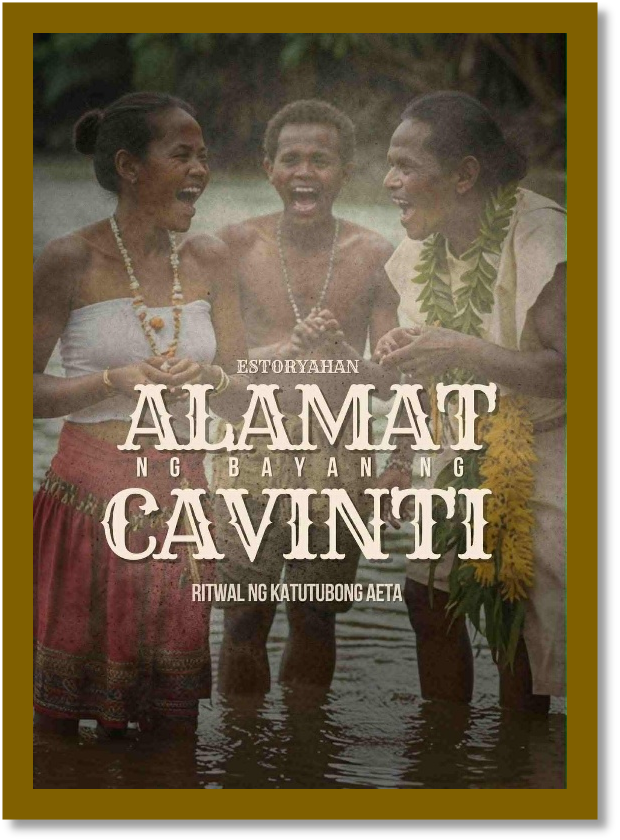 ESTORYAHAN
ALAMAT
NG BAYAN NG
CAVINTI
RITWAL NG KATUTUBONG AETA